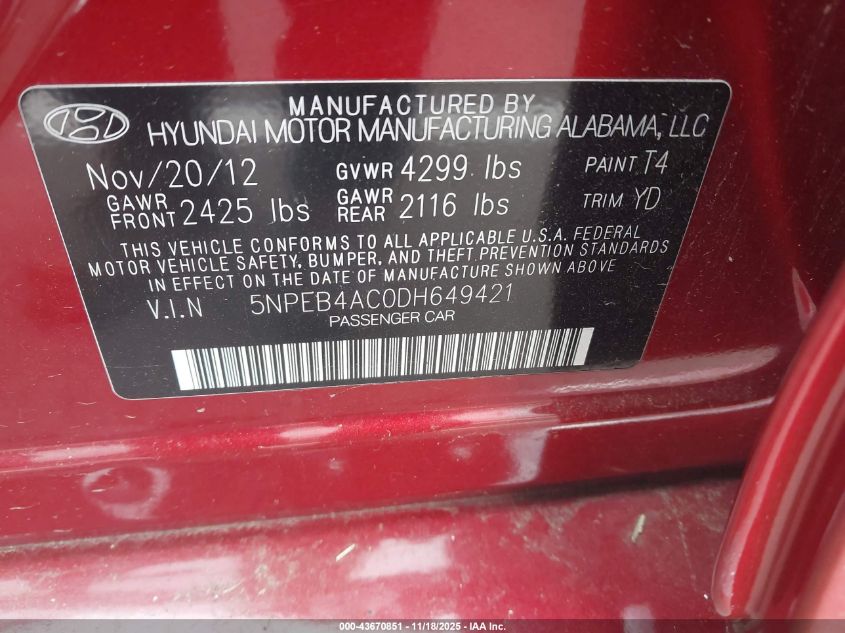 MANUFACTURED BY
HYUNDAI MOTOR MANUFACTURING ALABAMA, LLC
Nov/20/12 GVWR 4299 lbs PAINT T4
GAWR FRONT 2425 lbs GAWR REAR 2116 lbs TRIM YD
THIS VEHICLE CONFORMS TO ALL APPLICABLE U.S.A. FEDERAL
MOTOR VEHICLE SAFETY, BUMPER, AND THEFT PREVENTION STANDARDS
IN EFFECT ON THE DATE OF MANUFACTURE SHOWN ABOVE.
V.I.N 5NPEB4AC0DH649421
PASSENGER CAR
000-43670851 - 11/18/2025 - IAA Inc.